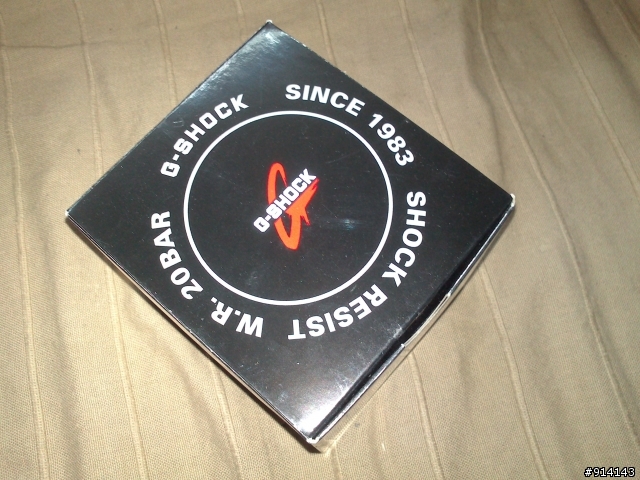 G-SHOCK SINCE 1983 SHOCK RESIST W.R. 20BAR
G-SHOCK
#914143